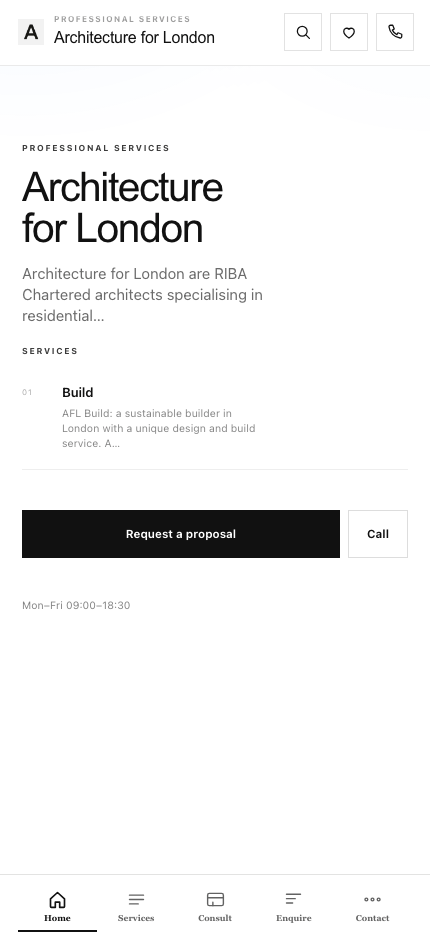 PROFESSIONAL SERVICES
A
Architecture for London
PROFESSIONAL SERVICES
Architecture
for London
Architecture for London are RIBA
Chartered architects specialising in
residential...
SERVICES
01
Build
AFL Build: a sustainable builder in
London with a unique design and build
service. A...
Request a proposal
Call
Mon–Fri 09:00–18:30
Home
Services
Consult
Enquire
Contact